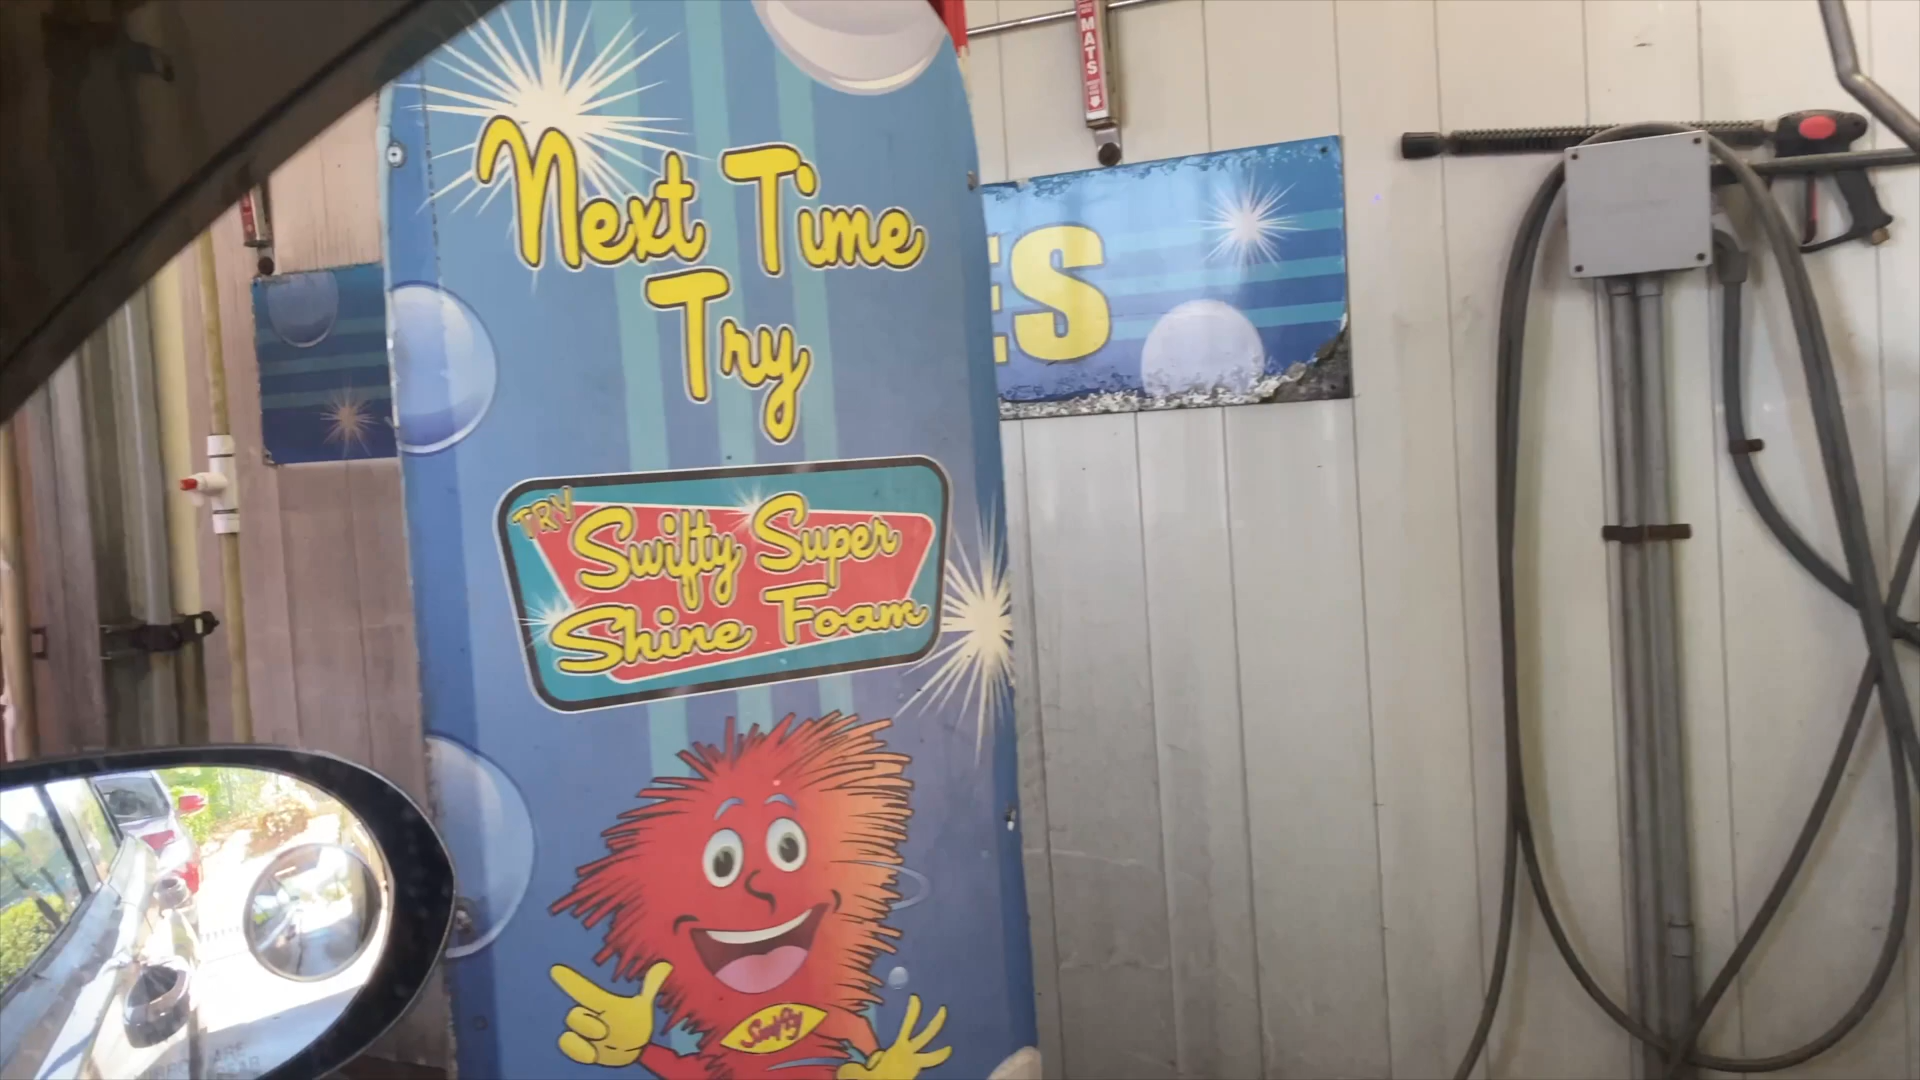 MATS
Next Time
Try
ES
TRY
Swifty Super
Shine Foam
Swifty